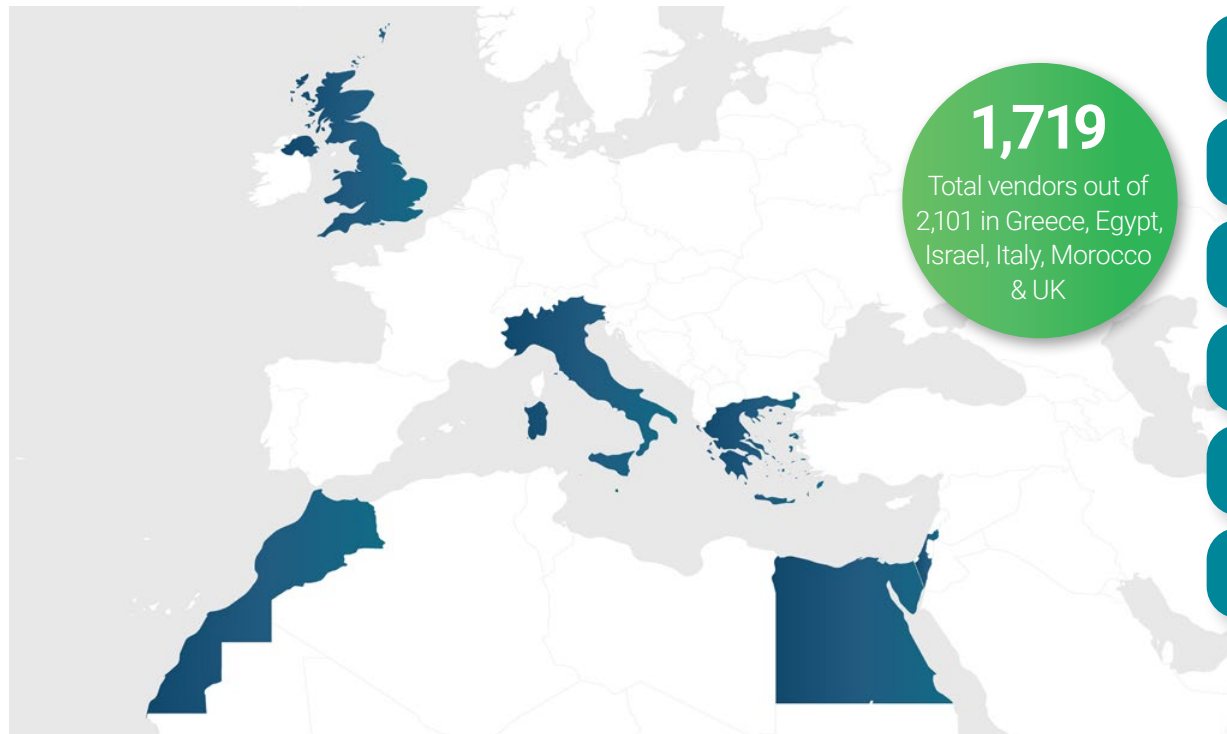 1,719
Total vendors out of
2,101 in Greece, Egypt,
Israel, Italy, Morocco
& UK